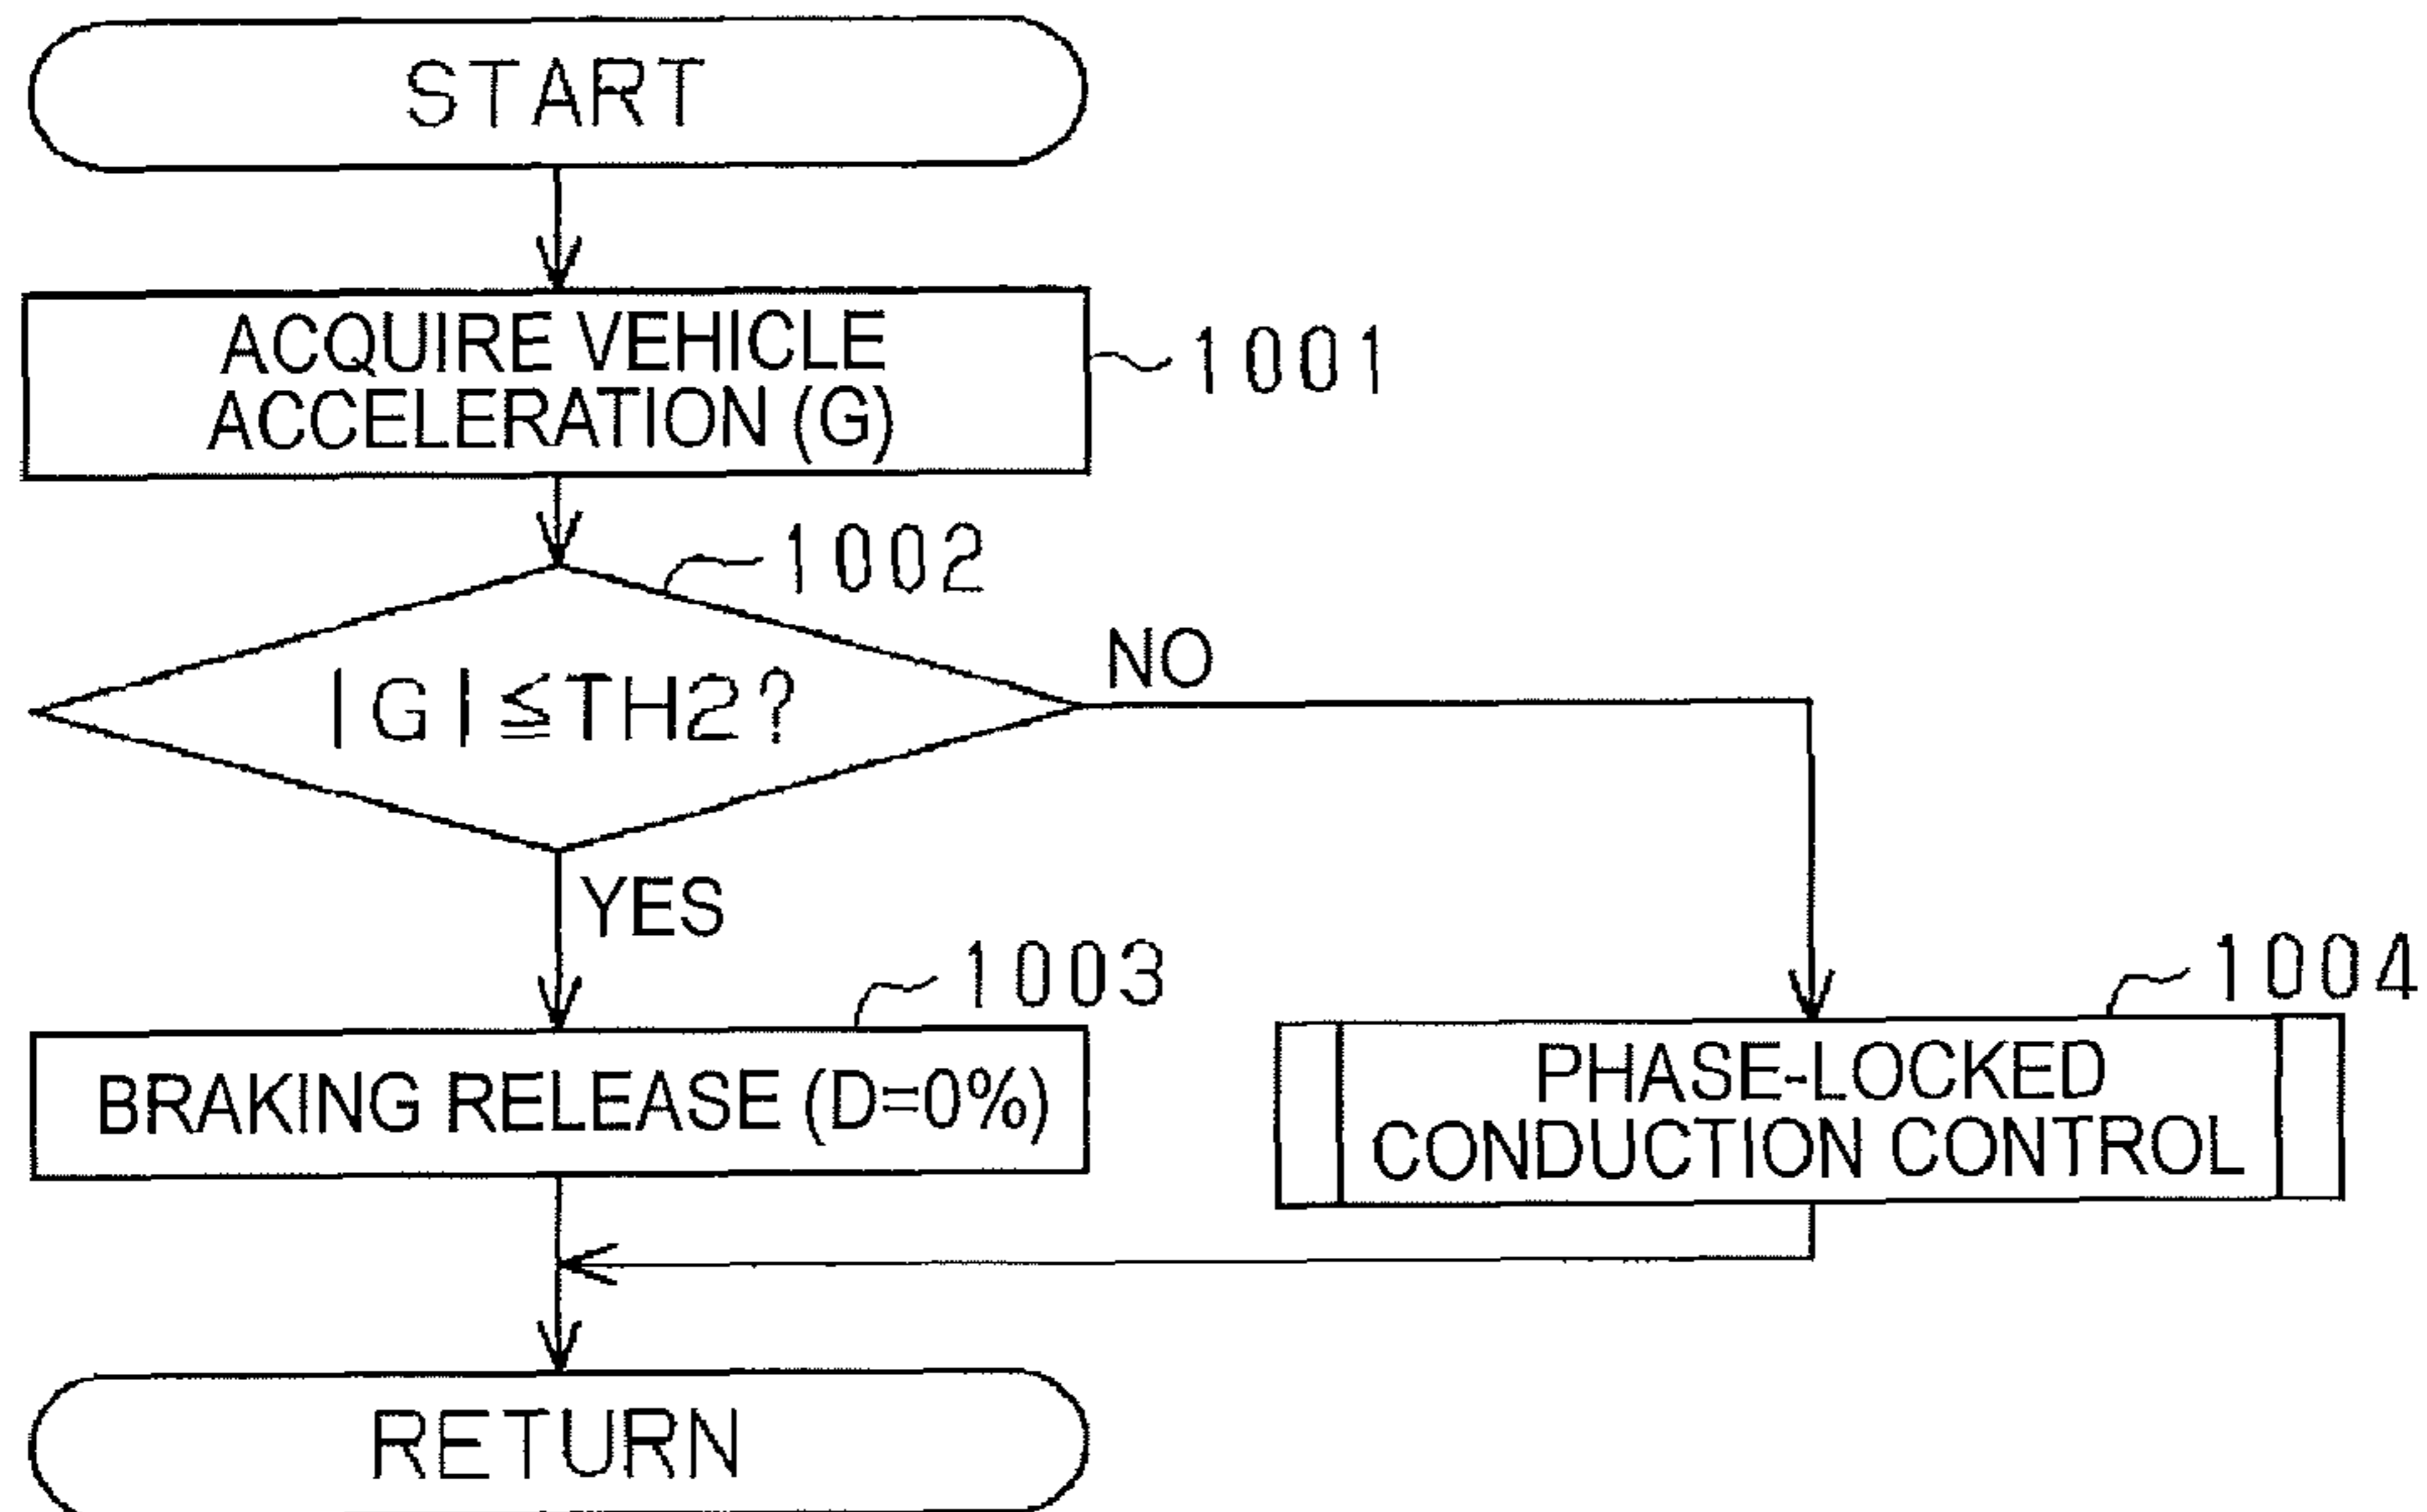 START
ACQUIRE VEHICLE
ACCELERATION (G)
1001
1002
|G|≦TH2?
NO
YES
1003
BRAKING RELEASE (D=0%)
1004
PHASE-LOCKED
CONDUCTION CONTROL
RETURN